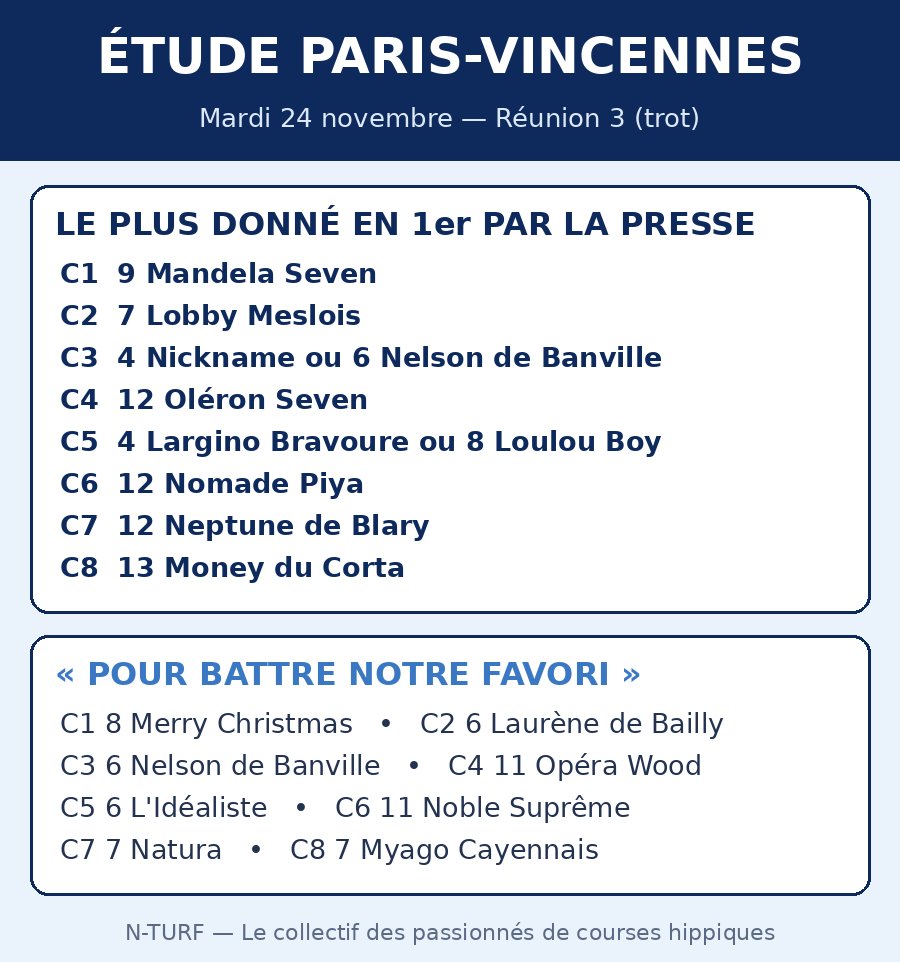 ÉTUDE PARIS-VINCENNES
Mardi 24 novembre — Réunion 3 (trot)
LE PLUS DONNÉ EN 1er PAR LA PRESSE
C1 9 Mandela Seven
C2 7 Lobby Meslois
C3 4 Nickname ou 6 Nelson de Banville
C4 12 Oléron Seven
C5 4 Largino Bravoure ou 8 Loulou Boy
C6 12 Nomade Piya
C7 12 Neptune de Blary
C8 13 Money du Corta
« POUR BATTRE NOTRE FAVORI »
C1 8 Merry Christmas • C2 6 Laurène de Bailly
C3 6 Nelson de Banville • C4 11 Opéra Wood
C5 6 L'Idéaliste • C6 11 Noble Suprême
C7 7 Natura • C8 7 Myago Cayennais
N-TURF — Le collectif des passionnés de courses hippiques